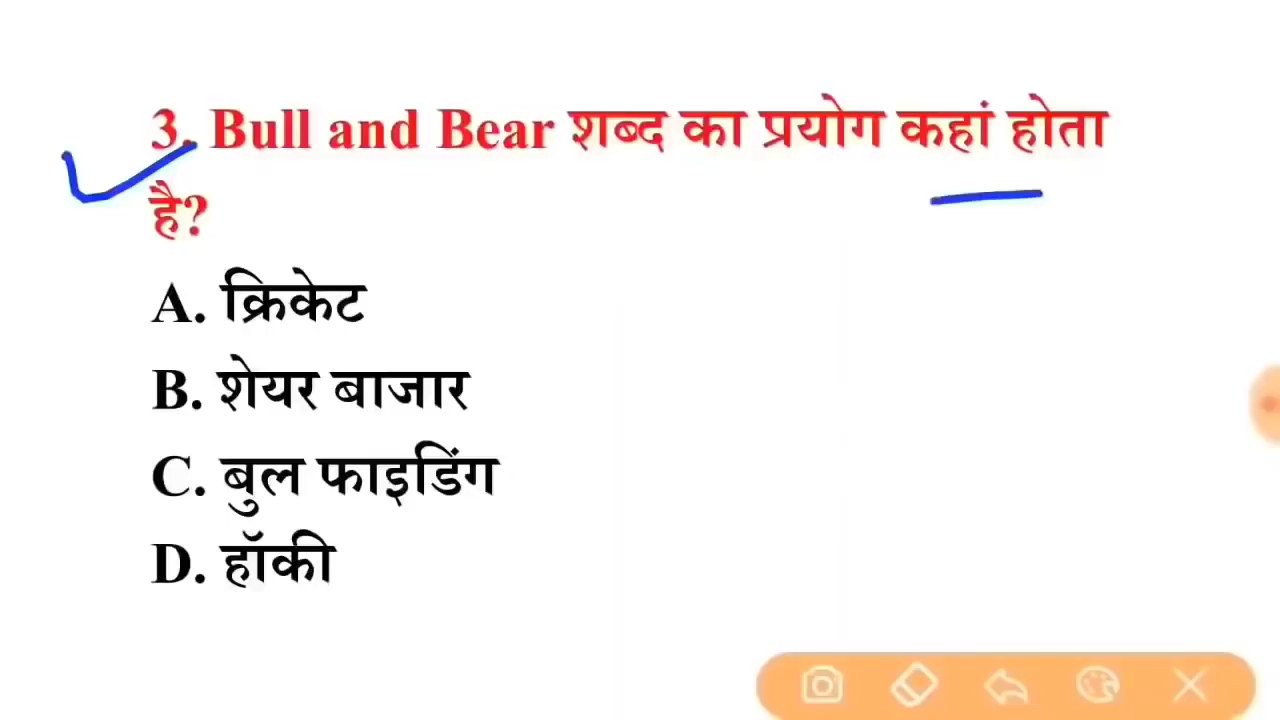 3. Bull and Bear शब्द का प्रयोग कहां होता
है?
A. क्रिकेट
B. शेयर बाजार
C. बुल फाइडिंग
D. हॉकी